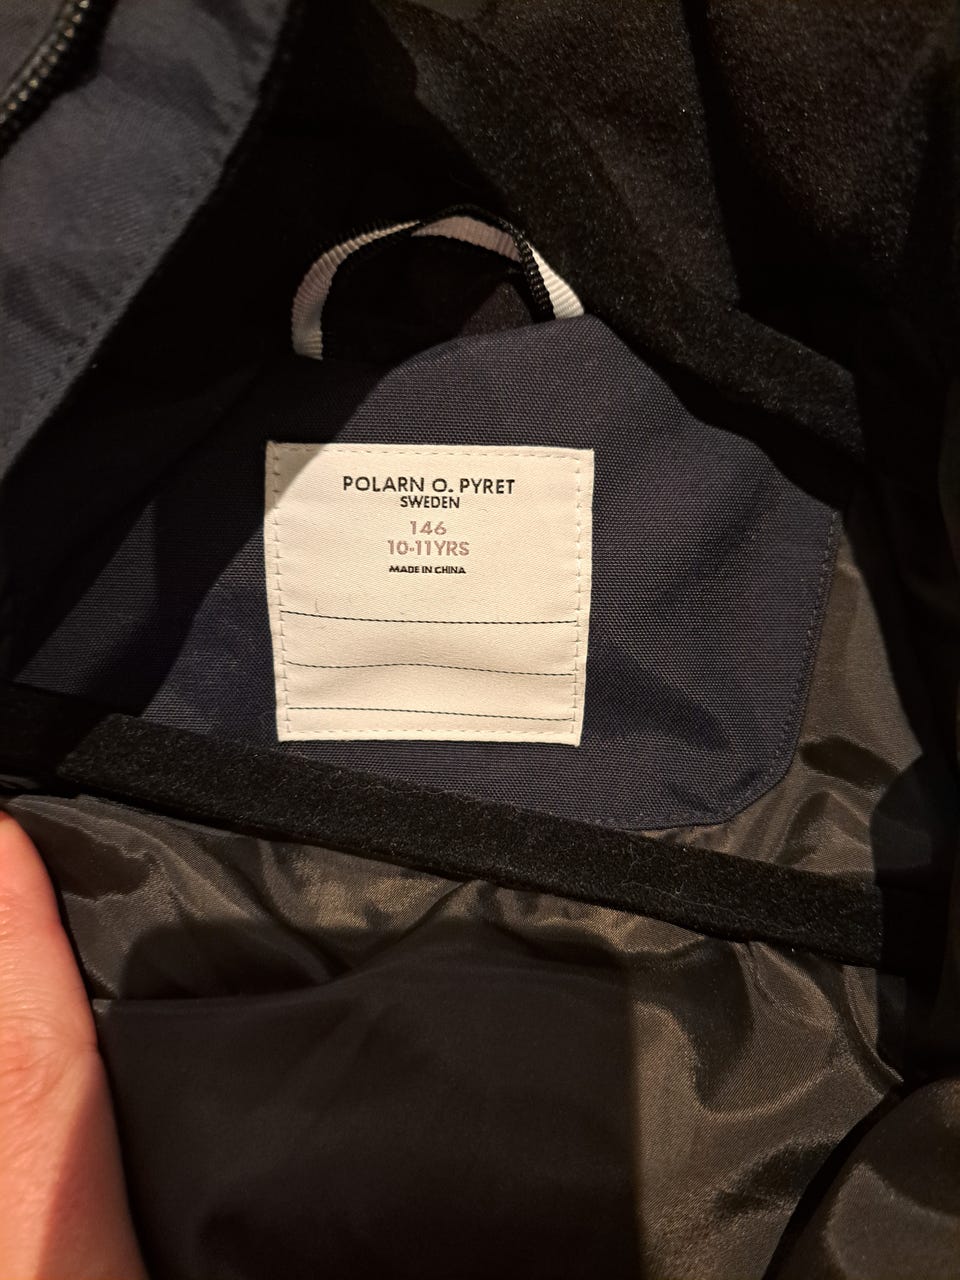 POLARN O. PYRET
SWEDEN
146
10-11YRS
MADE IN CHINA